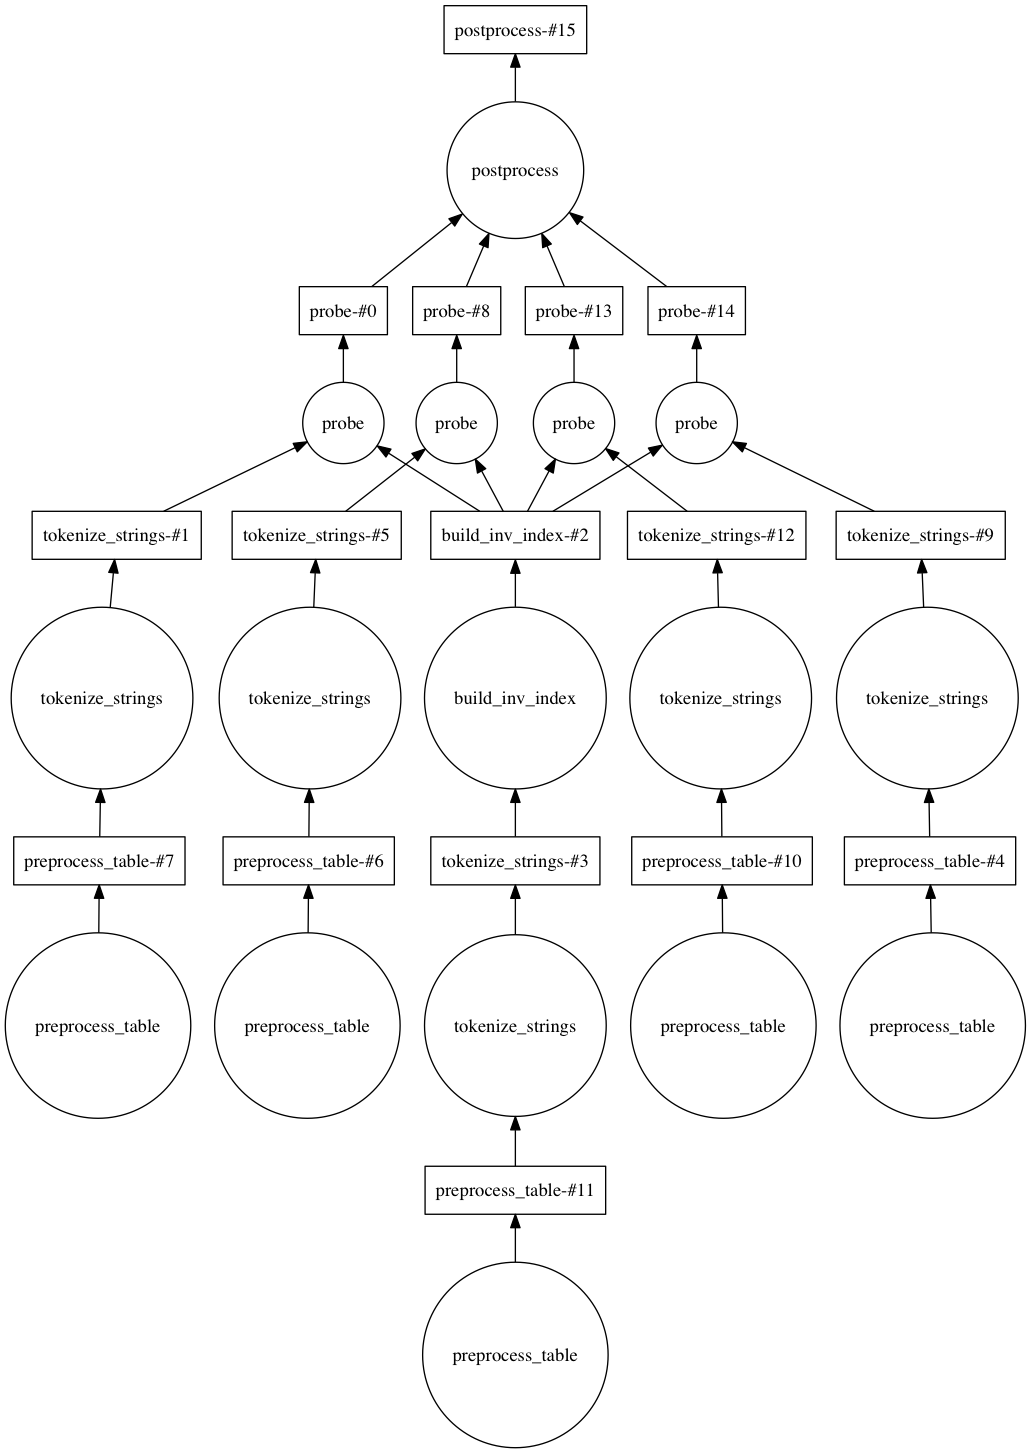 postprocess-#15
postprocess
probe-#0
probe-#8
probe-#13
probe-#14
probe
probe
probe
probe
tokenize_strings-#1
tokenize_strings-#5
build_inv_index-#2
tokenize_strings-#12
tokenize_strings-#9
tokenize_strings
tokenize_strings
build_inv_index
tokenize_strings
tokenize_strings
preprocess_table-#7
preprocess_table-#6
tokenize_strings-#3
preprocess_table-#10
preprocess_table-#4
preprocess_table
preprocess_table
tokenize_strings
preprocess_table
preprocess_table
preprocess_table-#11
preprocess_table